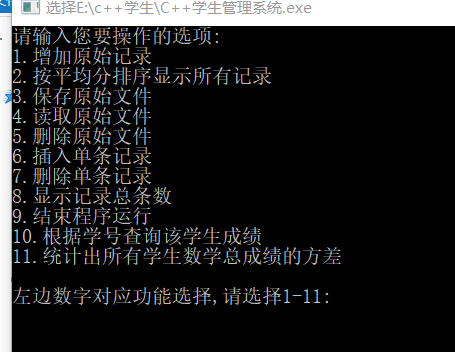 选择E:\c++学生\C++学生管理系统.exe
请输入您要操作的选项:
1.增加原始记录
2.按平均分排序显示所有记录
3.保存原始文件
4.读取原始文件
5.删除原始文件
6.插入单条记录
7.删除单条记录
8.显示记录总条数
9.结束程序运行
10.根据学号查询该学生成绩
11.统计出所有学生数学总成绩的方差
左边数字对应功能选择,请选择1-11: